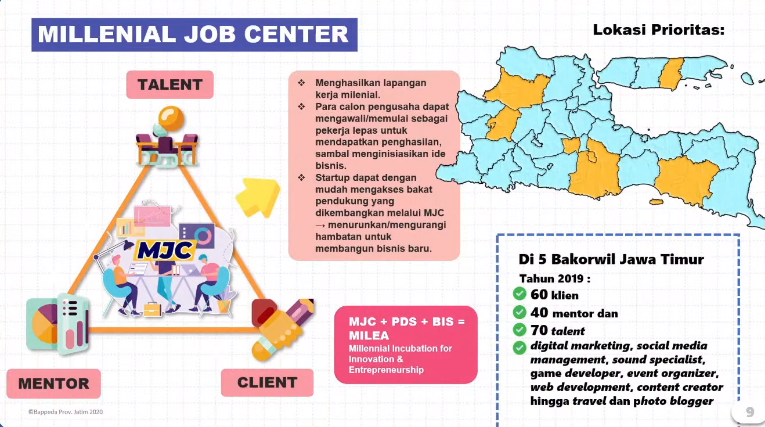 MILLENIAL JOB CENTER
Lokasi Prioritas:
TALENT
MJC
MENTOR
CLIENT
❖ Menghasilkan lapangan
kerja milenial.
❖ Para calon pengusaha dapat
mengawali/memulai sebagai
pekerja lepas untuk
mendapatkan penghasilan,
sambal menginisiasikan ide
bisnis.
❖ Startup dapat dengan
mudah mengakses bakat
pendukung yang
dikembangkan melalui MJC
→ menurunkan/mengurangi
hambatan untuk
membangun bisnis baru.
MJC + PDS + BIS =
MILEA
Millennial Incubation for
Innovation &
Entrepreneurship
Di 5 Bakorwil Jawa Timur
Tahun 2019 :
60 klien
40 mentor dan
70 talent
digital marketing, social media
management, sound specialist,
game developer, event organizer,
web development, content creator
hingga travel dan photo blogger
©Bappeda Prov. Jatim 2020
9